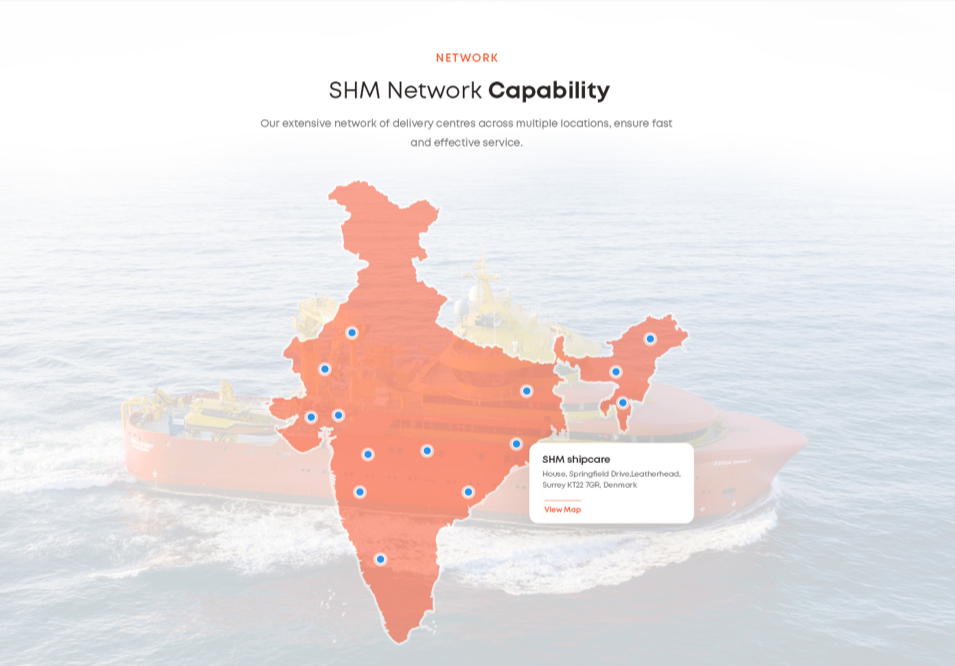 NETWORK
SHM Network Capability
Our extensive network of delivery centres across multiple locations, ensure fast
and effective service.
SHM shipcare
House, Springfield Drive,Leatherhead,
Surrey KT22 7GR, Denmark
View Map